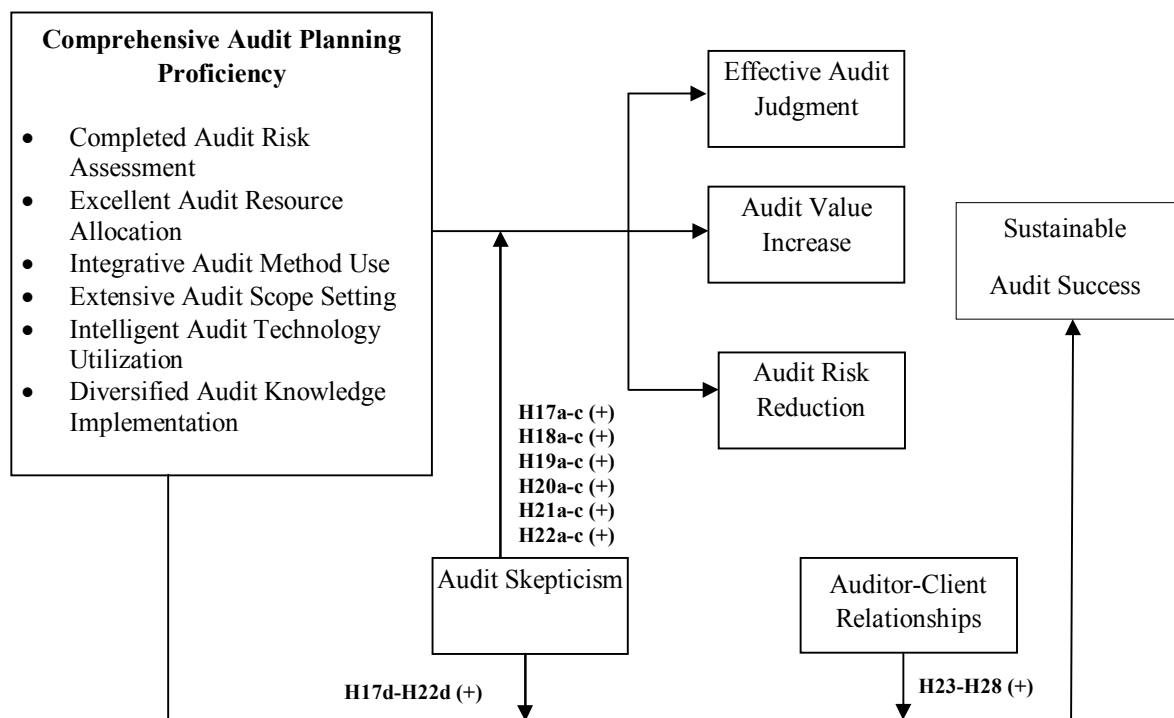 Comprehensive Audit Planning
Proficiency
• Completed Audit Risk
Assessment
• Excellent Audit Resource
Allocation
• Integrative Audit Method Use
• Extensive Audit Scope Setting
• Intelligent Audit Technology
Utilization
• Diversified Audit Knowledge
Implementation
Effective Audit
Judgment
Audit Value
Increase
Audit Risk
Reduction
Sustainable
Audit Success
H17a-c (+)
H18a-c (+)
H19a-c (+)
H20a-c (+)
H21a-c (+)
H22a-c (+)
Audit Skepticism
Auditor-Client
Relationships
H17d-H22d (+)
H23-H28 (+)